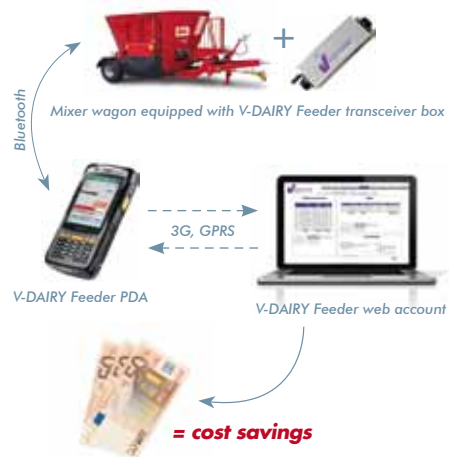 +
Mixer wagon equipped with V-DAIRY Feeder transceiver box
Bluetooth
3G, GPRS
V-DAIRY Feeder PDA
V-DAIRY Feeder web account
50
= cost savings